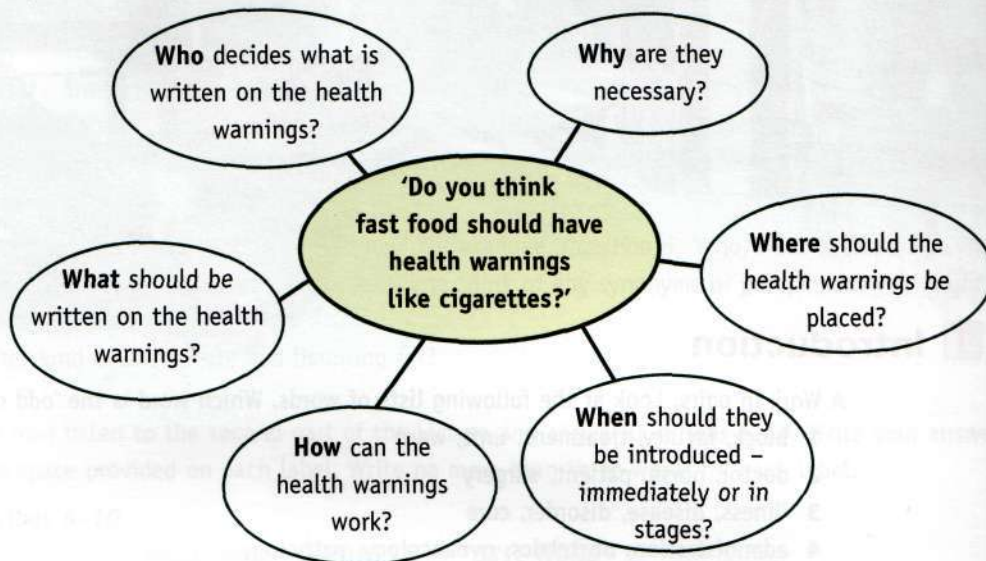 Who decides what is
written on the health
warnings?
Why are they
necessary?
'Do you think
fast food should have
health warnings
like cigarettes?'
Where should the
health warnings be
placed?
What should be
written on the health
warnings?
How can the
health warnings
work?
When should they
be introduced –
immediately or in
stages?
Introduction